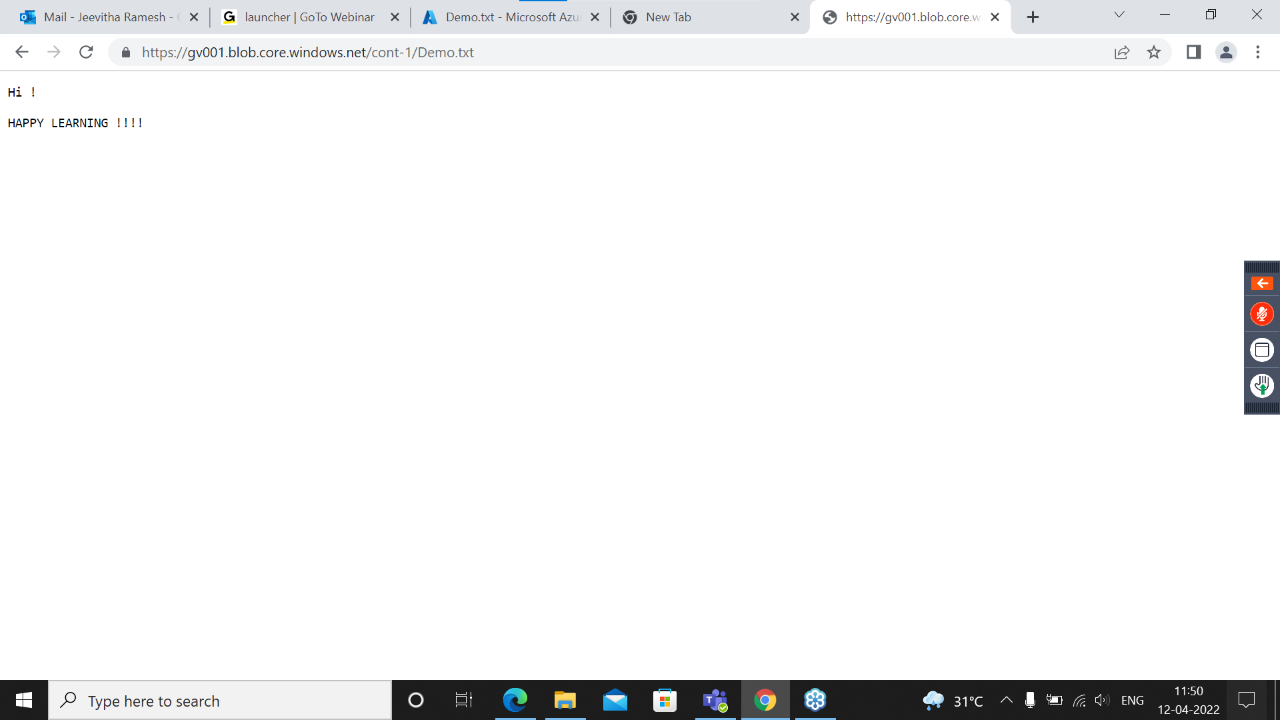 Mail - Jeevitha Ramesh -
launcher | GoTo Webinar
Demo.txt - Microsoft Azu
New Tab
https://gv001.blob.core.w
https://gv001.blob.core.windows.net/cont-1/Demo.txt
Hi !
HAPPY LEARNING !!!!
Type here to search
31°C
ENG
11:50
12-04-2022